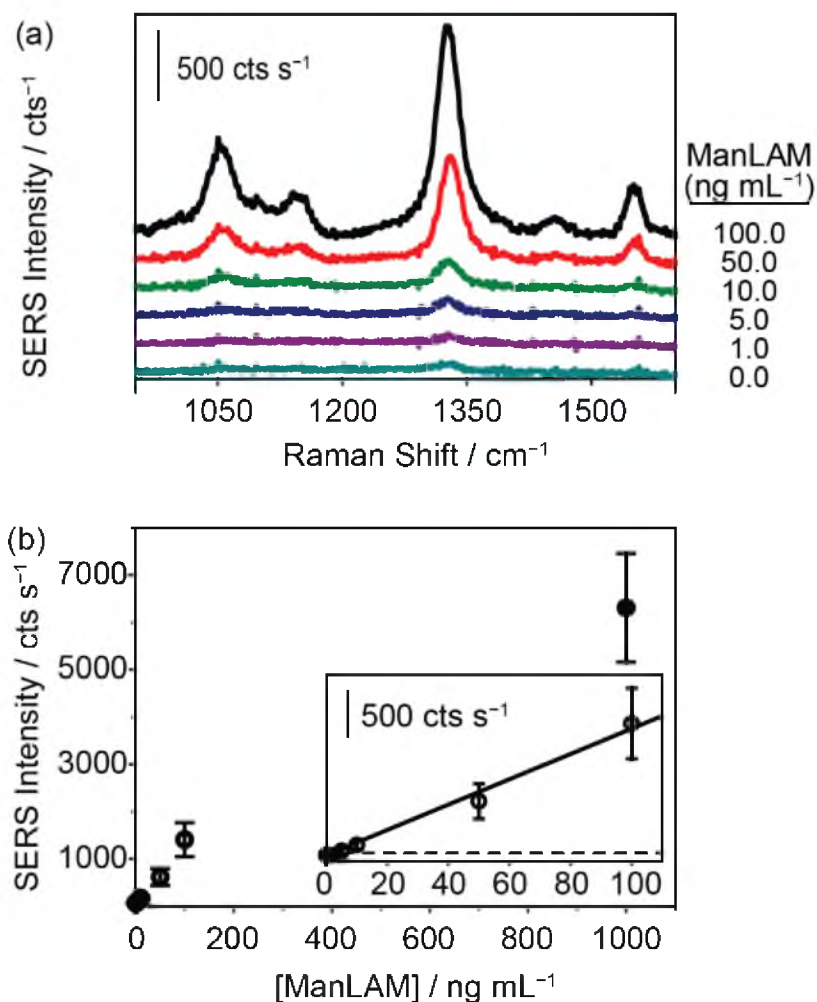 (a)
500 cts s⁻¹
SERS Intensity / cts⁻¹
ManLAM
(ng mL⁻¹)
100.0
50.0
10.0
5.0
1.0
0.0
1050 1200 1350 1500
Raman Shift / cm⁻¹
(b)
SERS Intensity / cts s⁻¹
7000
5000
3000
1000
500 cts s⁻¹
0 20 40 60 80 100
0 200 400 600 800 1000
[ManLAM] / ng mL⁻¹